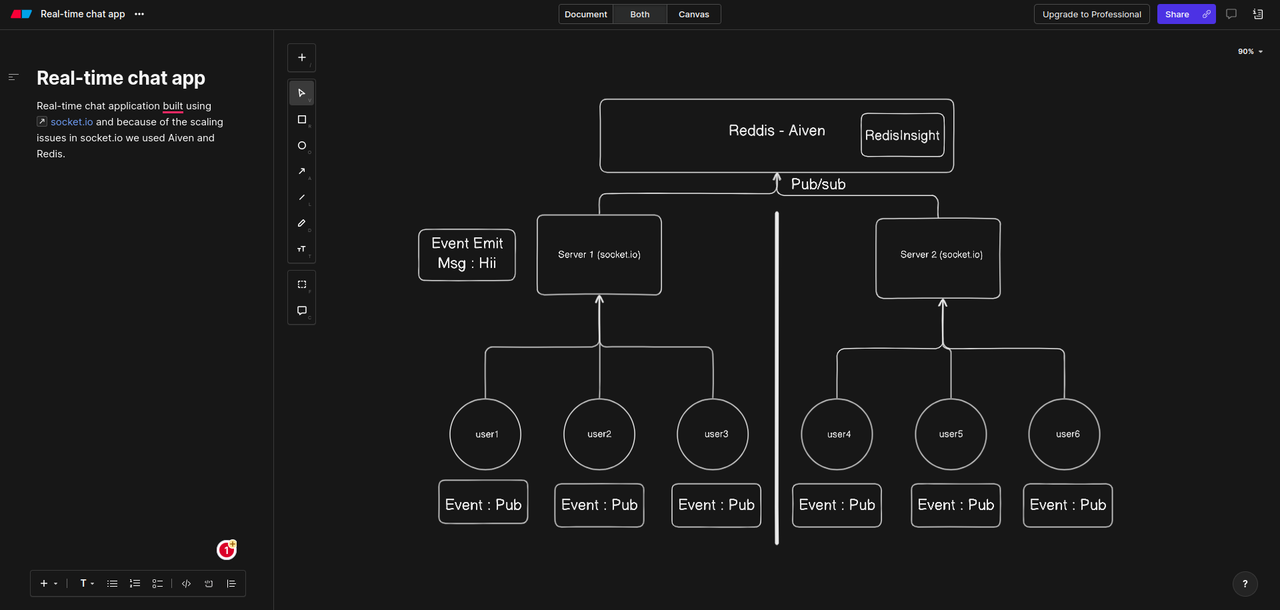 Real-time chat app
Document
Both
Canvas
Upgrade to Professional
Share
90%
Real-time chat app
Real-time chat application built using
socket.io and because of the scaling
issues in socket.io we used Aiven and
Redis.
Reddis - Aiven
RedisInsight
Pub/sub
Event Emit
Msg : Hii
Server 1 (socket.io)
Server 2 (socket.io)
user1
user2
user3
user4
user5
user6
Event : Pub
Event : Pub
Event : Pub
Event : Pub
Event : Pub
Event : Pub
1
T
?